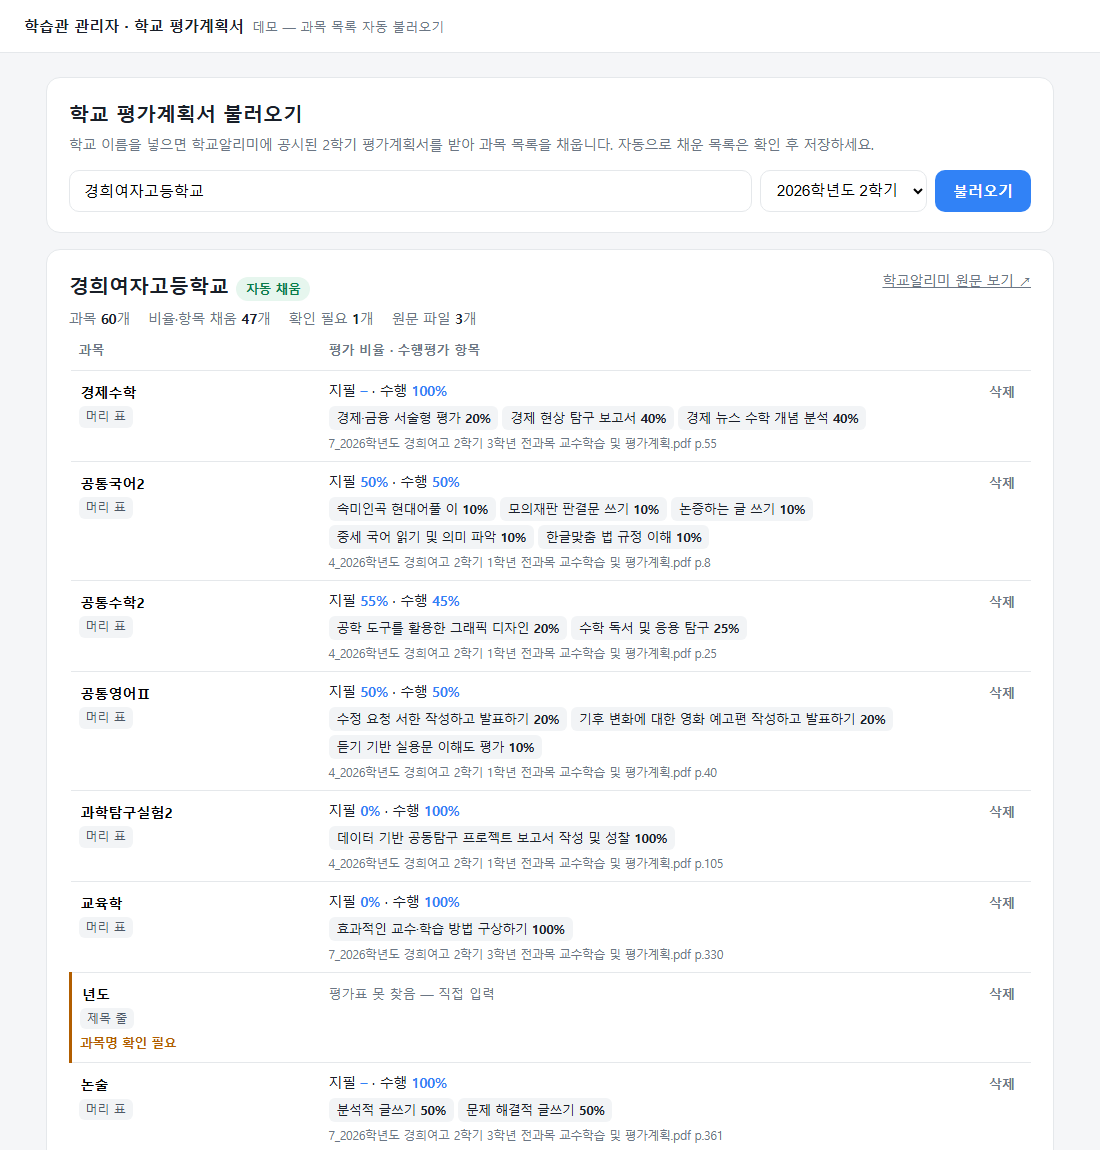 학습관 관리자 · 학교 평가계획서 데모 — 과목 목록 자동 불러오기
학교 평가계획서 불러오기
학교 이름을 넣으면 학교알리미에 공시된 2학기 평가계획서를 받아 과목 목록을 채웁니다. 자동으로 채운 목록은 확인 후 저장하세요.
경희여자고등학교 2026학년도 2학기 불러오기
경희여자고등학교 자동 채움 학교알리미 원문 보기 ↗
과목 60개 비율·항목 채움 47개 확인 필요 1개 원문 파일 3개
과목 평가 비율 · 수행평가 항목
경제수학 지필 – · 수행 100% 삭제
머리 표 경제·금융 서술형 평가 20% 경제 현상 탐구 보고서 40% 경제 뉴스 수학 개념 분석 40%
7_2026학년도 경희여고 2학기 3학년 전과목 교수학습 및 평가계획.pdf p.55
공통국어2 지필 50% · 수행 50% 삭제
머리 표 속미인곡 현대어풀 이 10% 모의재판 판결문 쓰기 10% 논증하는 글 쓰기 10%
중세 국어 읽기 및 의미 파악 10% 한글맞춤 법 규정 이해 10%
4_2026학년도 경희여고 2학기 1학년 전과목 교수학습 및 평가계획.pdf p.8
공통수학2 지필 55% · 수행 45% 삭제
머리 표 공학 도구를 활용한 그래픽 디자인 20% 수학 독서 및 응용 탐구 25%
4_2026학년도 경희여고 2학기 1학년 전과목 교수학습 및 평가계획.pdf p.25
공통영어Ⅱ 지필 50% · 수행 50% 삭제
머리 표 수정 요청 서한 작성하고 발표하기 20% 기후 변화에 대한 영화 예고편 작성하고 발표하기 20%
듣기 기반 실용문 이해도 평가 10%
4_2026학년도 경희여고 2학기 1학년 전과목 교수학습 및 평가계획.pdf p.40
과학탐구실험2 지필 0% · 수행 100% 삭제
머리 표 데이터 기반 공동탐구 프로젝트 보고서 작성 및 성찰 100%
4_2026학년도 경희여고 2학기 1학년 전과목 교수학습 및 평가계획.pdf p.105
교육학 지필 0% · 수행 100% 삭제
머리 표 효과적인 교수·학습 방법 구상하기 100%
7_2026학년도 경희여고 2학기 3학년 전과목 교수학습 및 평가계획.pdf p.330
년도 평가표 못 찾음 — 직접 입력 삭제
제목 줄
과목명 확인 필요
논술 지필 – · 수행 100% 삭제
머리 표 분석적 글쓰기 50% 문제 해결적 글쓰기 50%
7_2026학년도 경희여고 2학기 3학년 전과목 교수학습 및 평가계획.pdf p.361